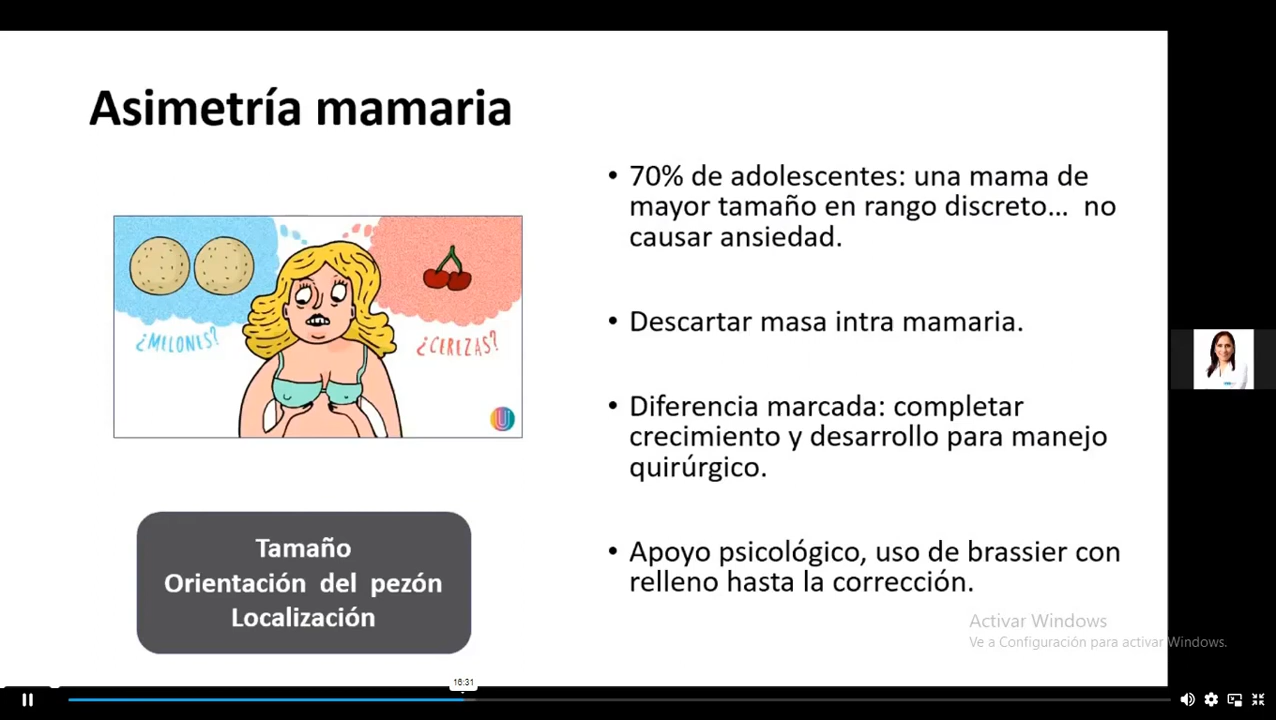 Asimetría mamaria
¿MELONES?
¿CEREZAS?
U
Tamaño
Orientación del pezón
Localización
• 70% de adolescentes: una mama de
mayor tamaño en rango discreto... no
causar ansiedad.
• Descartar masa intra mamaria.
• Diferencia marcada: completar
crecimiento y desarrollo para manejo
quirúrgico.
• Apoyo psicológico, uso de brassier con
relleno hasta la corrección.
Activar Windows
Ve a Configuración para activar Windows.
16:31